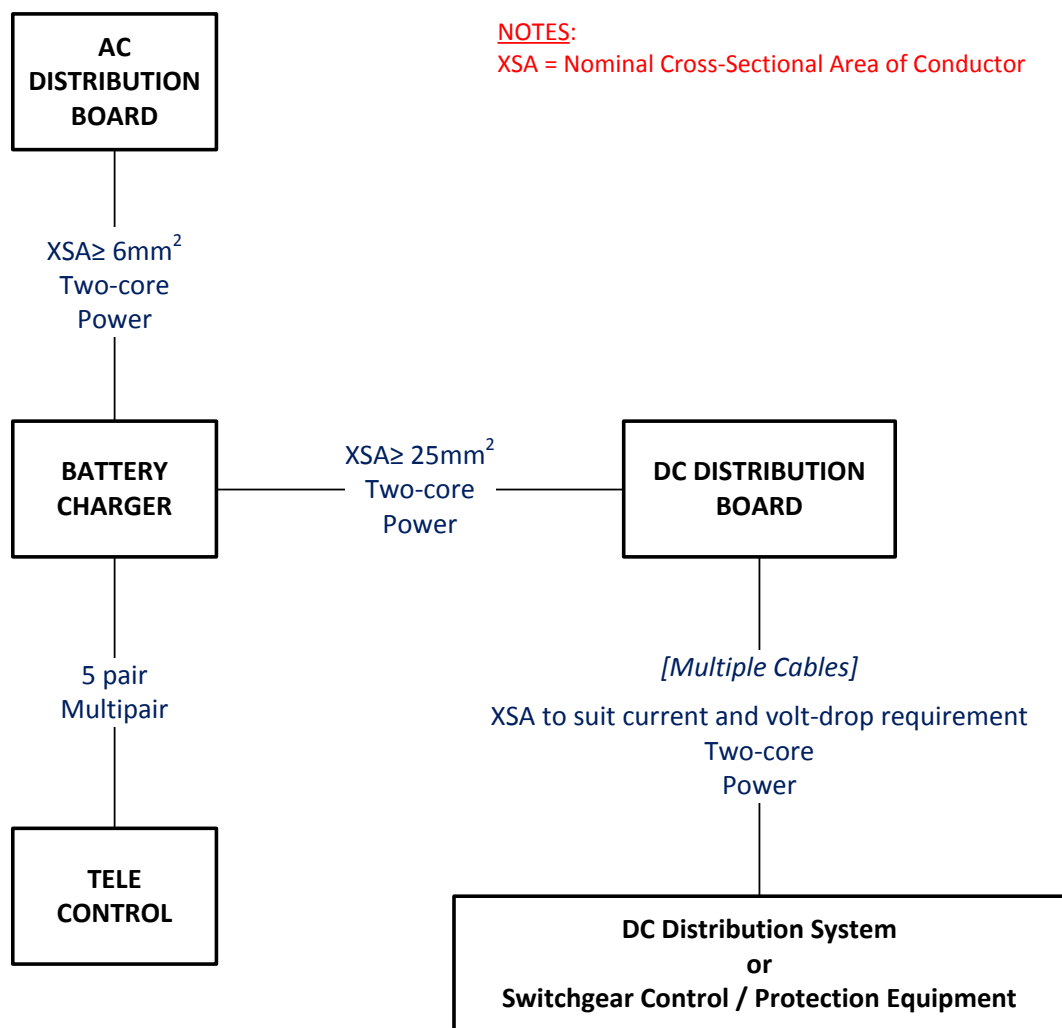 AC
DISTRIBUTION
BOARD
NOTES:
XSA = Nominal Cross-Sectional Area of Conductor
XSA≥ 6mm²
Two-core
Power
BATTERY
CHARGER
XSA≥ 25mm²
Two-core
Power
DC DISTRIBUTION
BOARD
5 pair
Multipair
[Multiple Cables]
XSA to suit current and volt-drop requirement
Two-core
Power
TELE
CONTROL
DC Distribution System
or
Switchgear Control / Protection Equipment